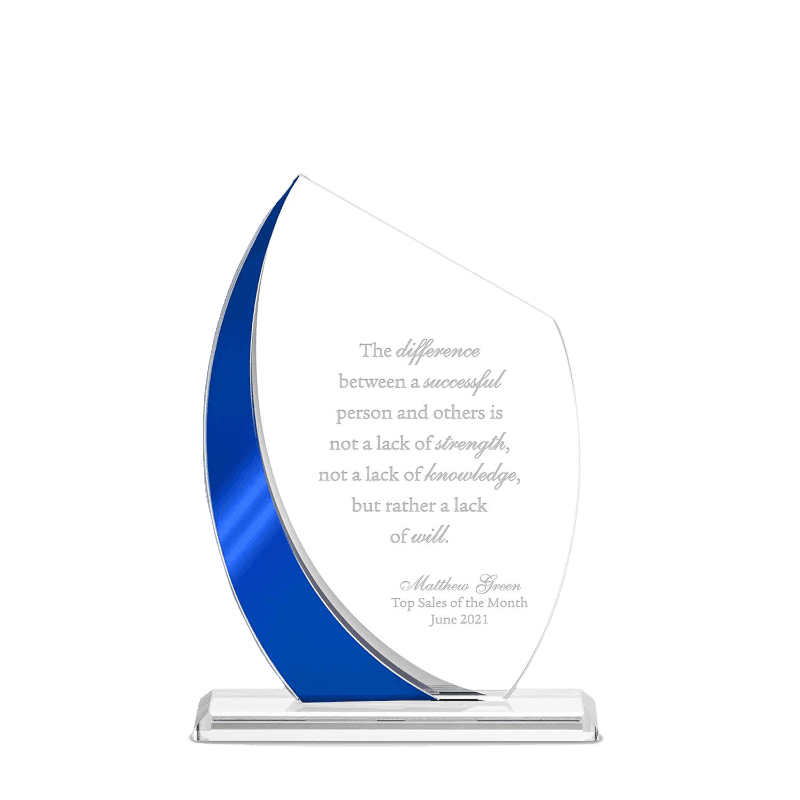 The difference
between a successful
person and others is
not a lack of strength,
not a lack of knowledge,
but rather a lack
of will.
Matthew Green
Top Sales of the Month
June 2021